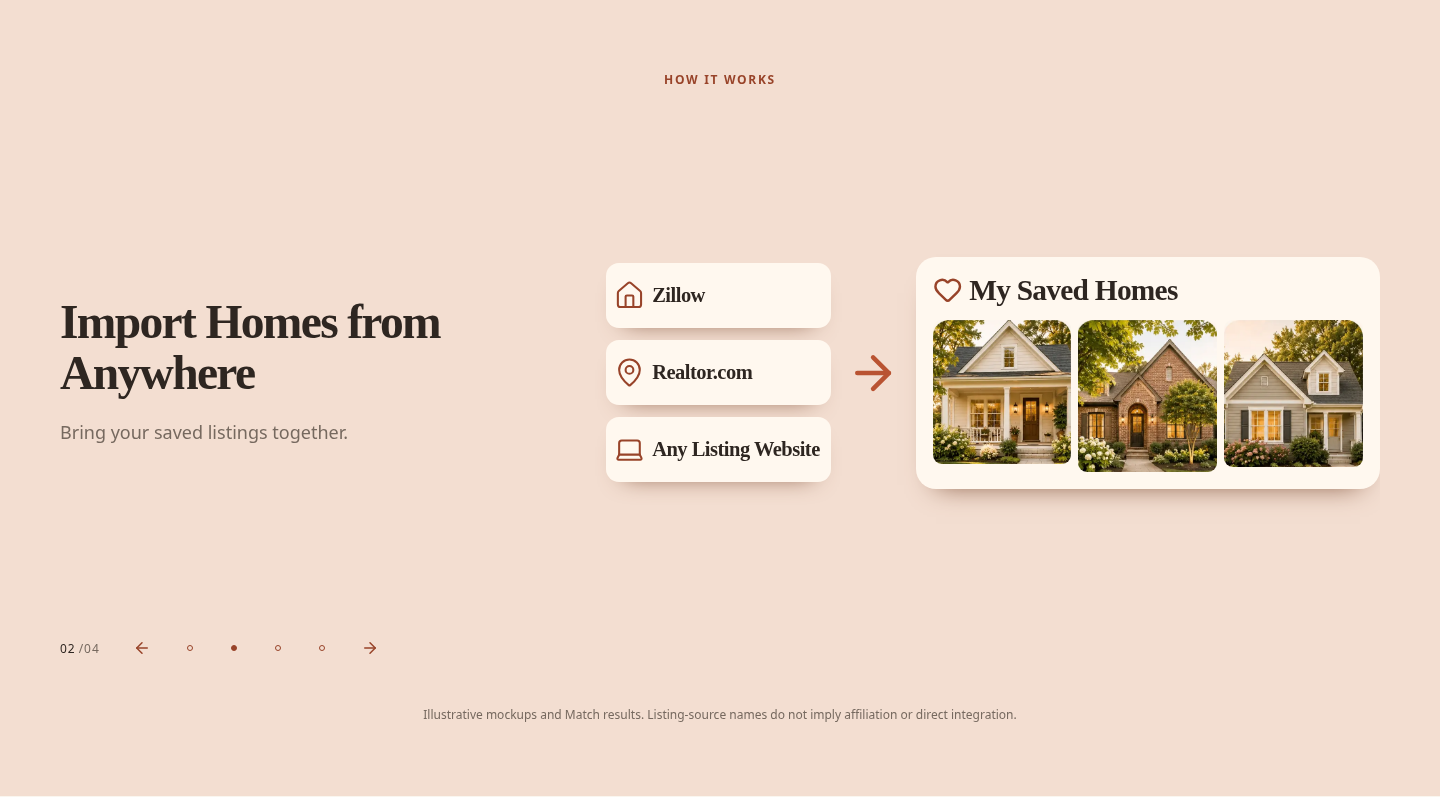 HOW IT WORKS
Import Homes from
Anywhere
Bring your saved listings together.
Zillow
Realtor.com
Any Listing Website
My Saved Homes
02 /04
Illustrative mockups and Match results. Listing-source names do not imply affiliation or direct integration.